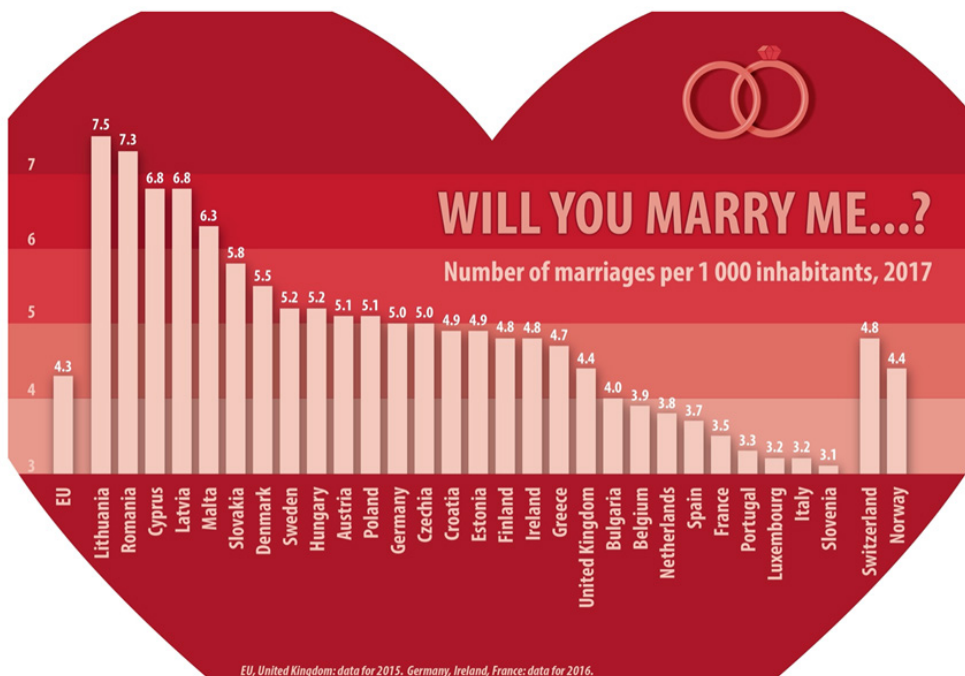 WILL YOU MARRY ME...?
Number of marriages per 1 000 inhabitants, 2017
7
6
5
4
3
4.3
7.5
7.3
6.8
6.8
6.3
5.8
5.5
5.2
5.2
5.1
5.1
5.0
5.0
4.9
4.9
4.8
4.8
4.7
4.4
4.0
3.9
3.8
3.7
3.5
3.3
3.2
3.2
3.1
4.8
4.4
EU
Lithuania
Romania
Cyprus
Latvia
Malta
Slovakia
Denmark
Sweden
Hungary
Austria
Poland
Germany
Czechia
Croatia
Estonia
Finland
Ireland
Greece
United Kingdom
Bulgaria
Belgium
Netherlands
Spain
France
Portugal
Luxembourg
Italy
Slovenia
Switzerland
Norway
EU, United Kingdom: data for 2015. Germany, Ireland, France: data for 2016.